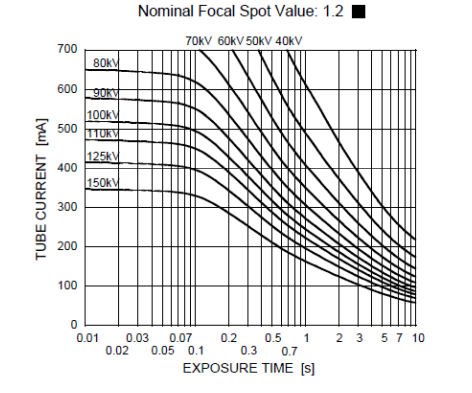 Nominal Focal Spot Value: 1.2
70kV 60kV 50kV 40kV
700
80kV
600
90kV
100kV
500
110kV
125kV
400
150kV
300
200
100
0
TUBE CURRENT [mA]
0.01 0.03 0.07 0.2 0.5 1 2 3 5 7 10
0.02 0.05 0.1 0.3 0.7
EXPOSURE TIME [s]